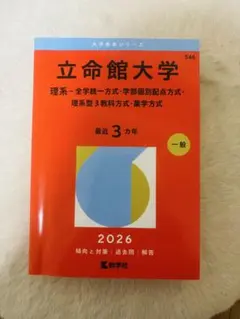 大学赤本シリーズ
546
立命館大学
理系－全学統一方式・学部個別配点方式・
理系型3教科方式・薬学方式
最近3カ年
一般
2026
傾向と対策｜過去問｜解答
教学社